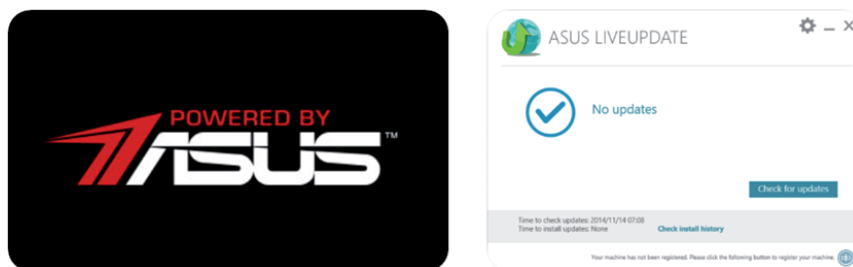 POWERED BY
ASUS™
ASUS LIVEUPDATE
No updates
Check for updates
Time to check updates: 2014/11/14 07:08
Time to install updates: None
Check install history
Your machine has not been registered. Please click the following button to register your machine.